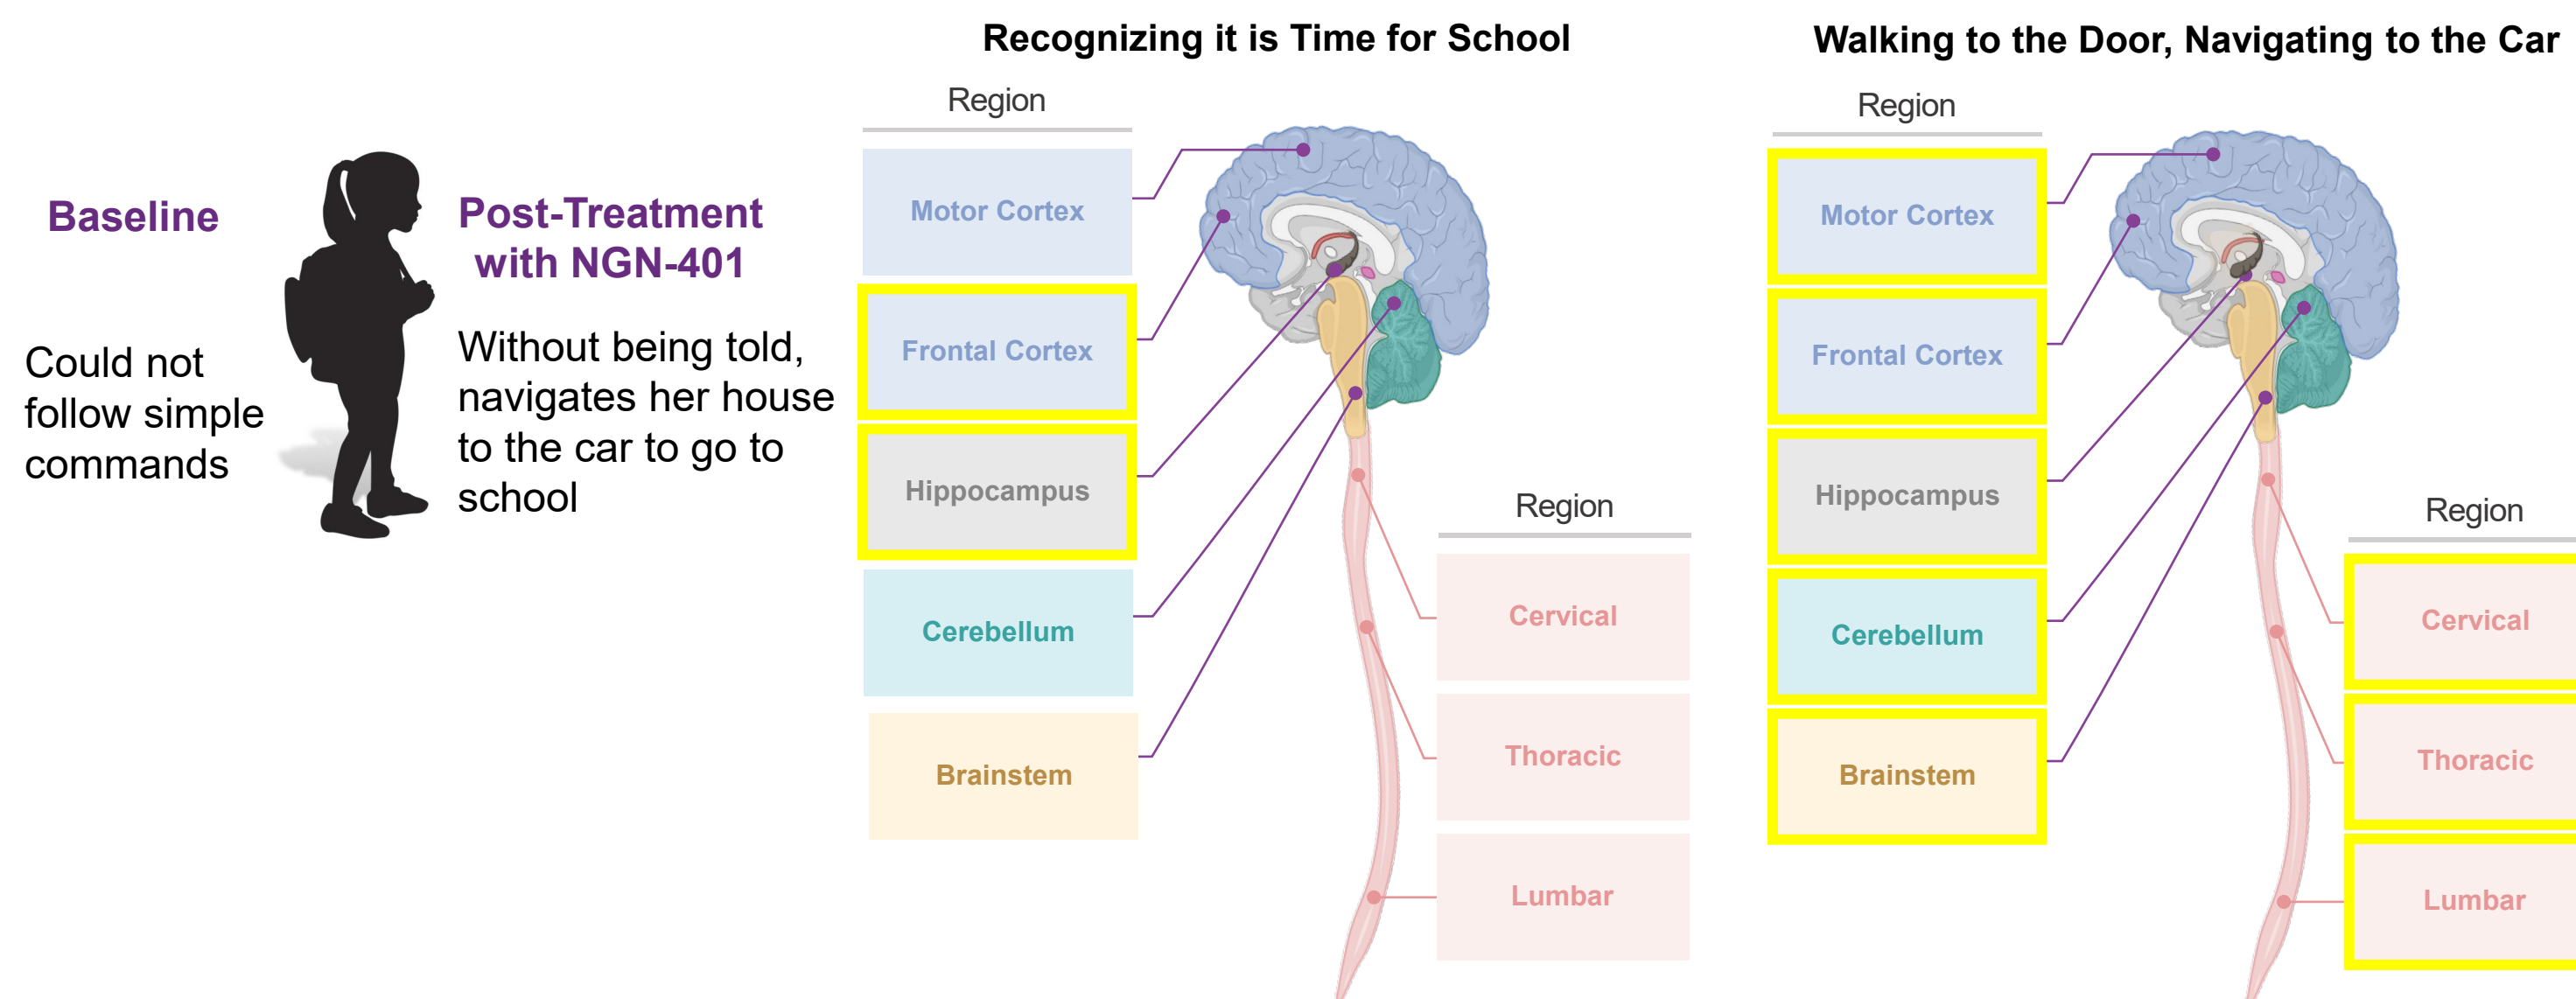 Baseline
Could not
follow simple
commands
Post-Treatment
with NGN-401
Without being told,
navigates her house
to the car to go to
school
Recognizing it is Time for School
Region
Motor Cortex
Frontal Cortex
Hippocampus
Cerebellum
Brainstem
Region
Cervical
Thoracic
Lumbar
Walking to the Door, Navigating to the Car
Region
Motor Cortex
Frontal Cortex
Hippocampus
Cerebellum
Brainstem
Region
Cervical
Thoracic
Lumbar